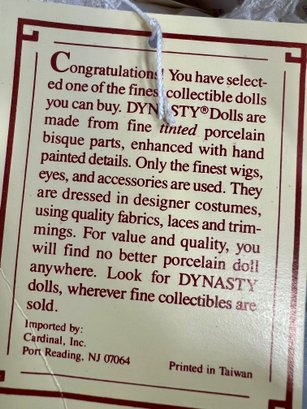 Congratulations! You have select-
ed one of the finest collectible dolls
you can buy. DYNASTY® Dolls are
made from fine tinted porcelain
bisque parts, enhanced with hand
painted details. Only the finest wigs,
eyes, and accessories are used. They
are dressed in designer costumes,
using quality fabrics, laces and trim-
mings. For value and quality, you
will find no better porcelain doll
anywhere. Look for DYNASTY
dolls, wherever fine collectibles are
sold.
Imported by:
Cardinal, Inc.
Port Reading, NJ 07064
Printed in Taiwan